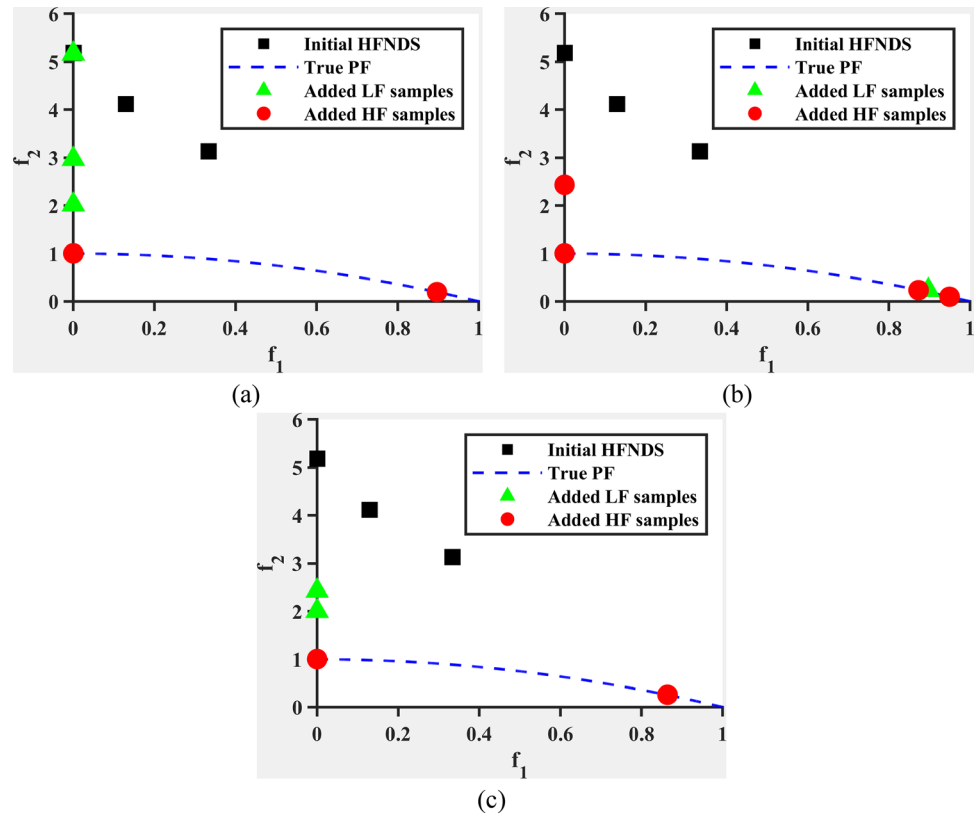 6
5
4
3
2
1
0
f₂
Initial HFNDS
True PF
Added LF samples
Added HF samples
0 0.2 0.4 0.6 0.8 1
f₁
(a)
6
5
4
3
2
1
0
f₂
Initial HFNDS
True PF
Added LF samples
Added HF samples
0 0.2 0.4 0.6 0.8 1
f₁
(b)
6
5
4
3
2
1
0
f₂
Initial HFNDS
True PF
Added LF samples
Added HF samples
0 0.2 0.4 0.6 0.8 1
f₁
(c)